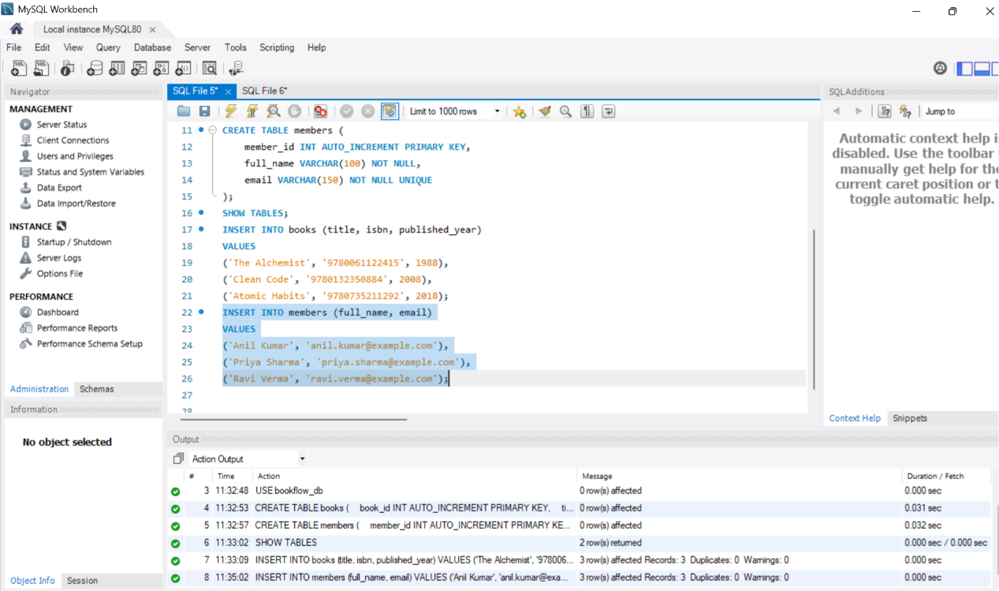 MySQL Workbench
Local instance MySQL80
File Edit View Query Database Server Tools Scripting Help
Navigator
MANAGEMENT
Server Status
Client Connections
Users and Privileges
Status and System Variables
Data Export
Data Import/Restore
INSTANCE
Startup / Shutdown
Server Logs
Options File
PERFORMANCE
Dashboard
Performance Reports
Performance Schema Setup
Administration Schemas
Information
No object selected
Object Info Session
SQL File 5* SQL File 6*
Limit to 1000 rows
11 CREATE TABLE members (
12 member_id INT AUTO_INCREMENT PRIMARY KEY,
13 full_name VARCHAR(100) NOT NULL,
14 email VARCHAR(150) NOT NULL UNIQUE
15 );
16 SHOW TABLES;
17 INSERT INTO books (title, isbn, published_year)
18 VALUES
19 ('The Alchemist', '9780061122415', 1988),
20 ('Clean Code', '9780132350884', 2008),
21 ('Atomic Habits', '9780735211292', 2018);
22 INSERT INTO members (full_name, email)
23 VALUES
24 ('Anil Kumar', 'anil.kumar@example.com'),
25 ('Priya Sharma', 'priya.sharma@example.com'),
26 ('Ravi Verma', 'ravi.verma@example.com');
27
28
SQLAdditions
Jump to
Automatic context help i
disabled. Use the toolbar
manually get help for the
current caret position or t
toggle automatic help.
Context Help Snippets
Output
Action Output
# Time Action Message Duration / Fetch
3 11:32:48 USE bookflow_db 0 row(s) affected 0.000 sec
4 11:32:53 CREATE TABLE books ( book_id INT AUTO_INCREMENT PRIMARY KEY, ti... 0 row(s) affected 0.031 sec
5 11:32:57 CREATE TABLE members ( member_id INT AUTO_INCREMENT PRIMARY KE... 0 row(s) affected 0.032 sec
6 11:33:02 SHOW TABLES 2 row(s) returned 0.000 sec / 0.000 sec
7 11:33:09 INSERT INTO books (title, isbn, published_year) VALUES ('The Alchemist', '978006... 3 row(s) affected Records: 3 Duplicates: 0 Warnings: 0 0.000 sec
8 11:35:02 INSERT INTO members (full_name, email) VALUES ('Anil Kumar', 'anil.kumar@exa... 3 row(s) affected Records: 3 Duplicates: 0 Warnings: 0 0.000 sec